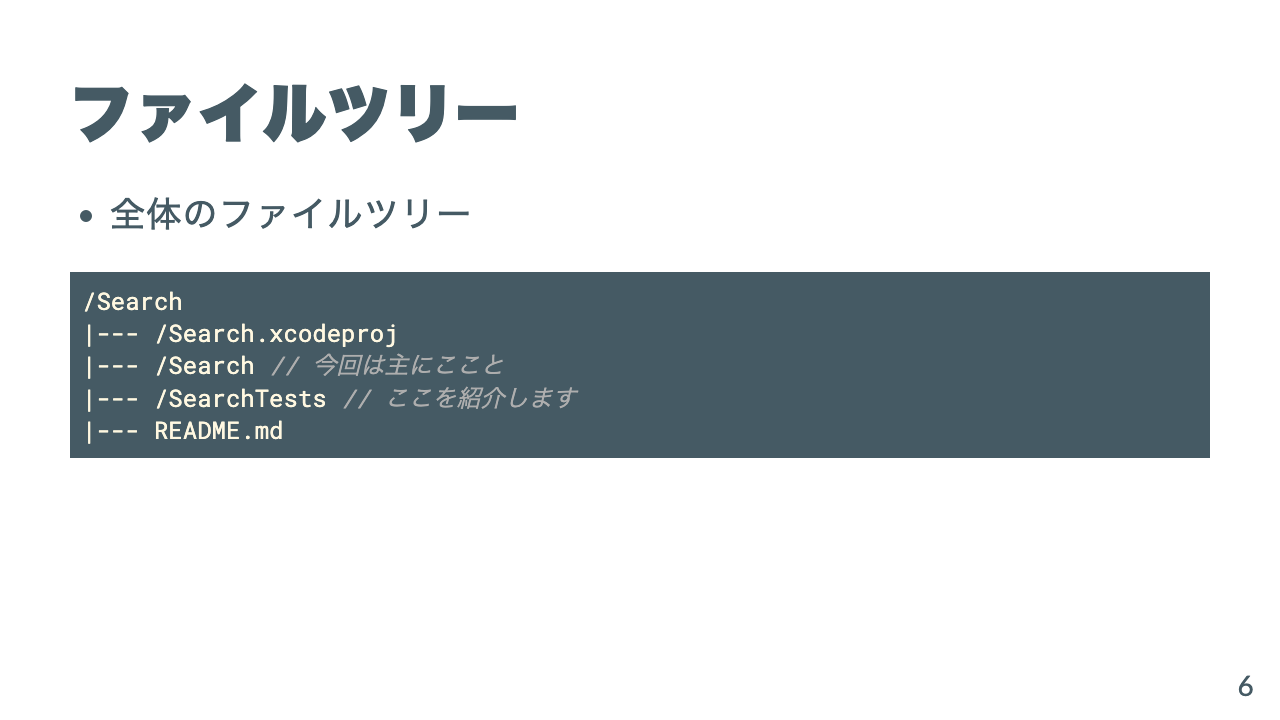 ファイルツリー
• 全体のファイルツリー
/Search
|--- /Search.xcodeproj
|--- /Search // 今回は主にここと
|--- /SearchTests // ここを紹介します
|--- README.md
6